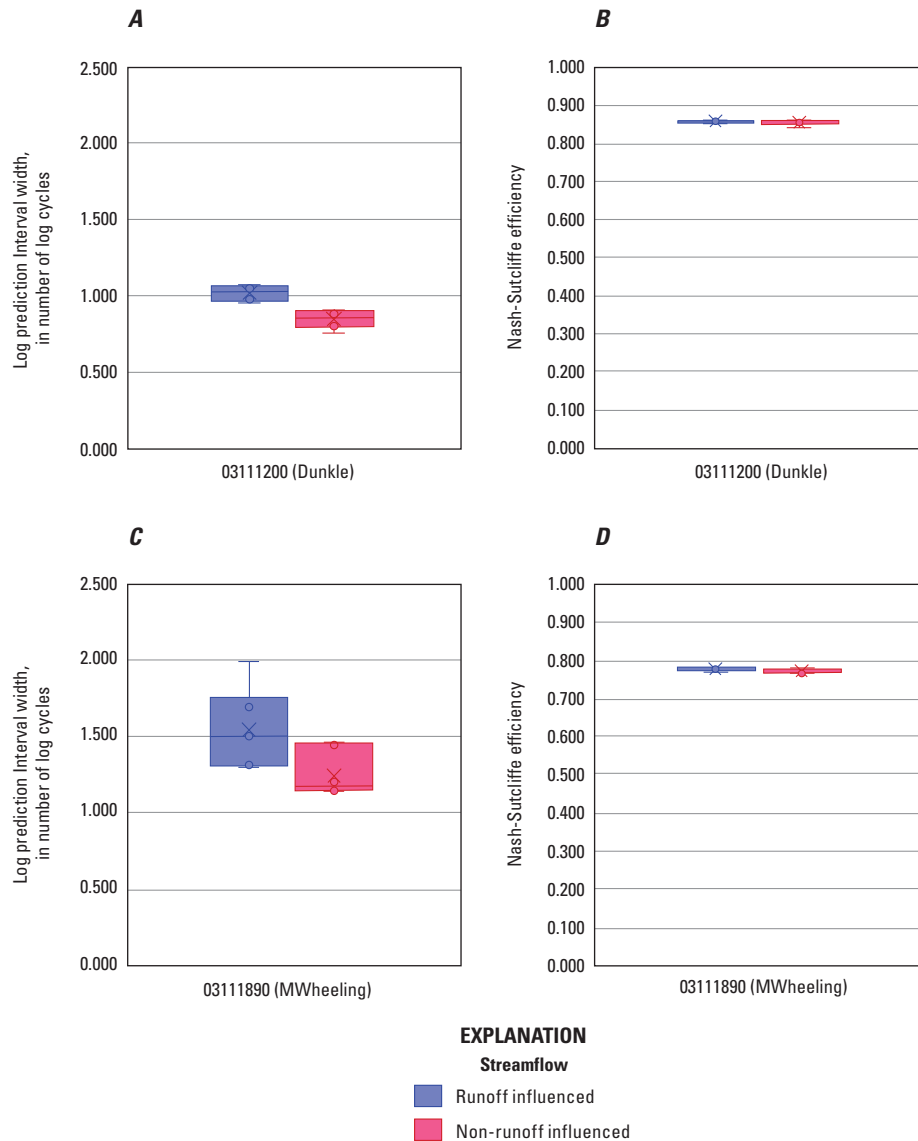 A
Log prediction Interval width,
in number of log cycles
2.500
2.000
1.500
1.000
0.500
0.000
03111200 (Dunkle)
B
Nash-Sutcliffe efficiency
1.000
0.900
0.800
0.700
0.600
0.500
0.400
0.300
0.200
0.100
0.000
03111200 (Dunkle)
C
Log prediction Interval width,
in number of log cycles
2.500
2.000
1.500
1.000
0.500
0.000
03111890 (MWheeling)
D
Nash-Sutcliffe efficiency
1.000
0.900
0.800
0.700
0.600
0.500
0.400
0.300
0.200
0.100
0.000
03111890 (MWheeling)
EXPLANATION
Streamflow
Runoff influenced
Non-runoff influenced